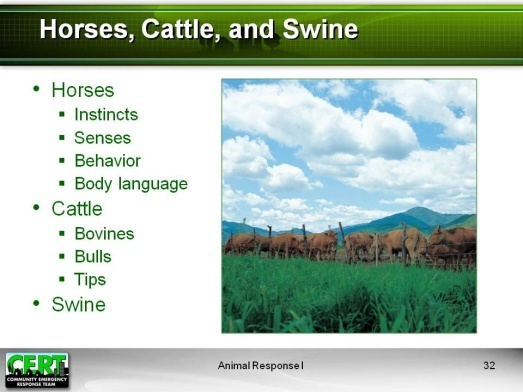 Horses, Cattle, and Swine
• Horses
▪ Instincts
▪ Senses
▪ Behavior
▪ Body language
• Cattle
▪ Bovines
▪ Bulls
▪ Tips
• Swine
CERT
COMMUNITY EMERGENCY
RESPONSE TEAM
Animal Response I
32